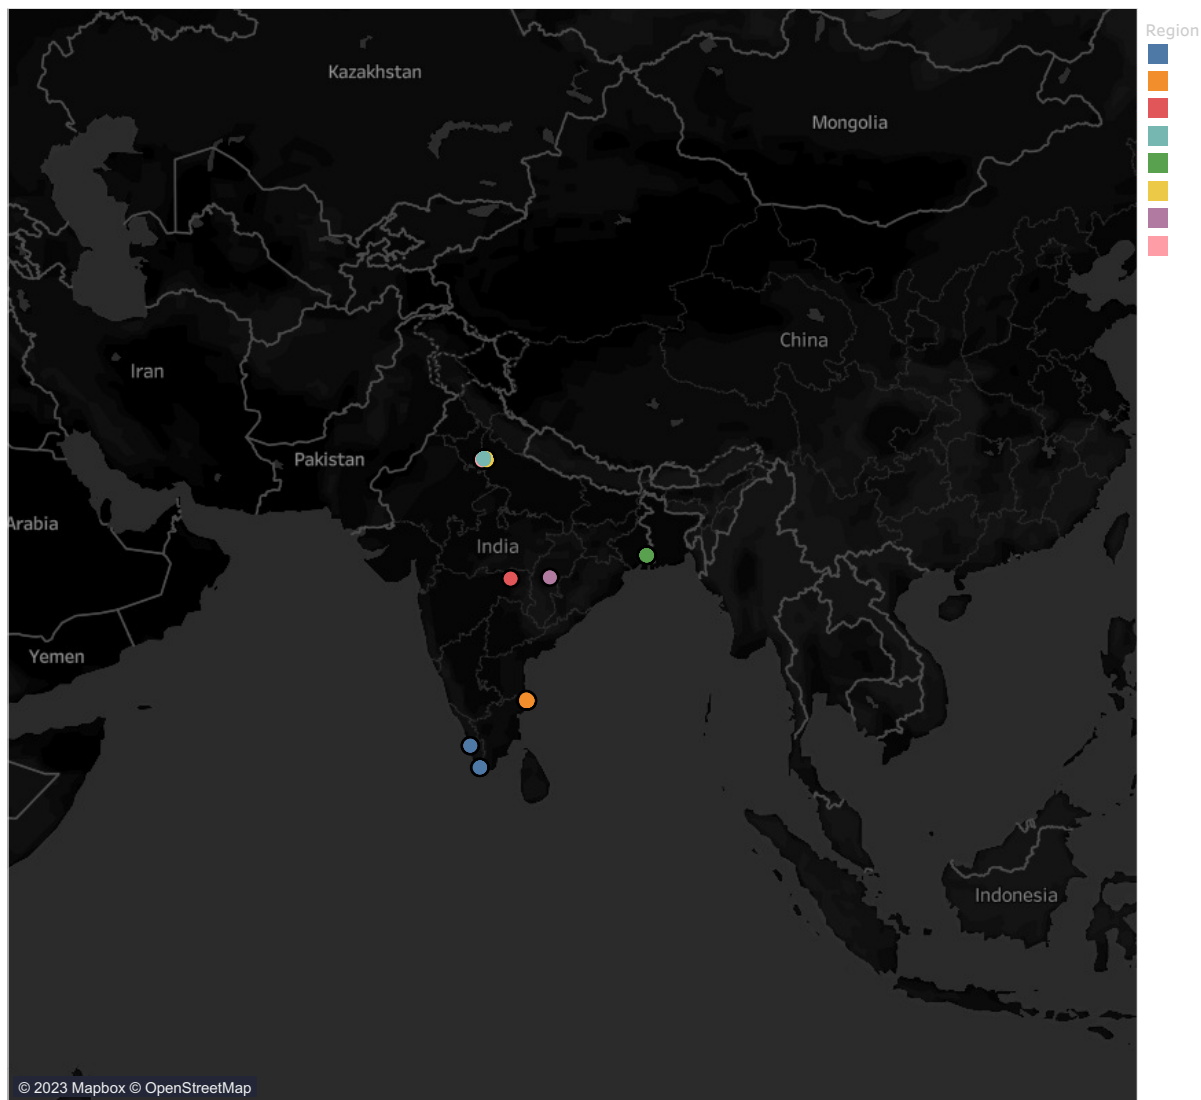 Region
Kazakhstan
Mongolia
China
Iran
Pakistan
Arabia
India
Yemen
Indonesia
© 2023 Mapbox © OpenStreetMap